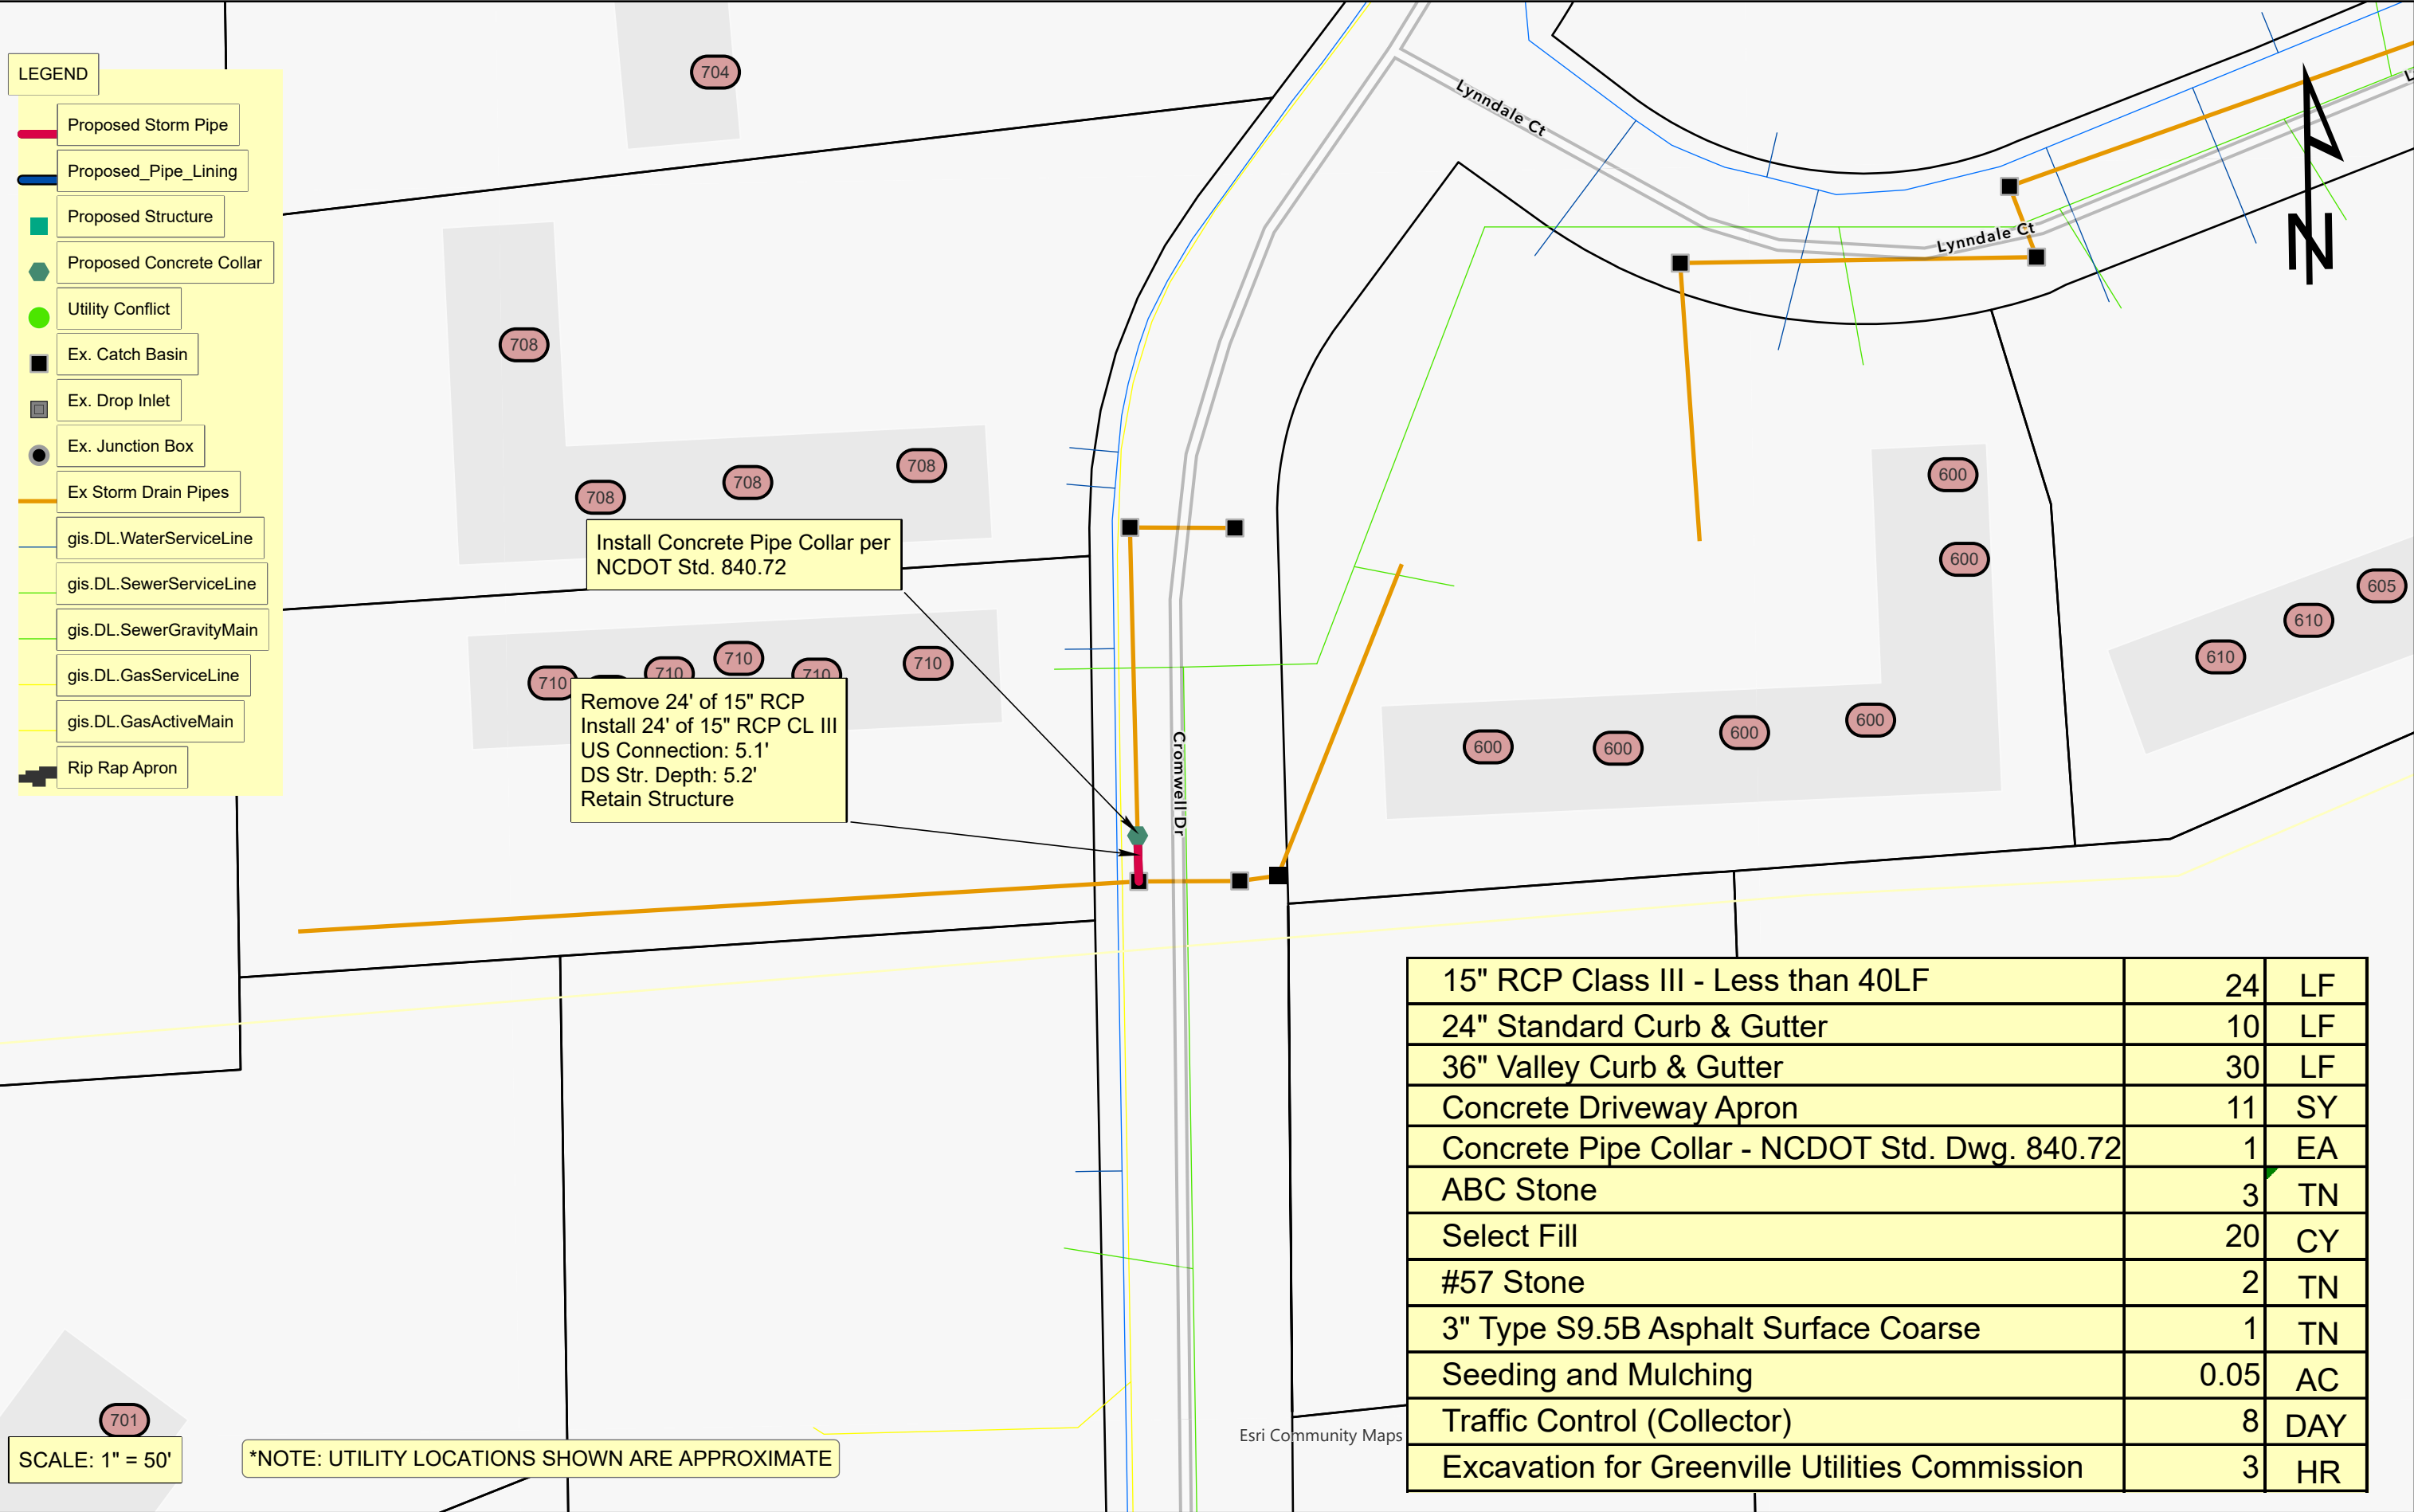 LEGEND
Proposed Storm Pipe
Proposed_Pipe_Lining
Proposed Structure
Proposed Concrete Collar
Utility Conflict
Ex. Catch Basin
Ex. Drop Inlet
Ex. Junction Box
Ex Storm Drain Pipes
gis.DL.WaterServiceLine
gis.DL.SewerServiceLine
gis.DL.SewerGravityMain
gis.DL.GasServiceLine
gis.DL.GasActiveMain
Rip Rap Apron
704
Lynndale Ct
Lynndale Ct
N
708
708
708
708
Install Concrete Pipe Collar per
NCDOT Std. 840.72
710
710
710
710
710
Remove 24' of 15" RCP
Install 24' of 15" RCP CL III
US Connection: 5.1'
DS Str. Depth: 5.2'
Retain Structure
Cromwell Dr
600
600
600
600
600
600
605
610
610
15" RCP Class III - Less than 40LF 24 LF
24" Standard Curb & Gutter 10 LF
36" Valley Curb & Gutter 30 LF
Concrete Driveway Apron 11 SY
Concrete Pipe Collar - NCDOT Std. Dwg. 840.72 1 EA
ABC Stone 3 TN
Select Fill 20 CY
#57 Stone 2 TN
3" Type S9.5B Asphalt Surface Coarse 1 TN
Seeding and Mulching 0.05 AC
Traffic Control (Collector) 8 DAY
Excavation for Greenville Utilities Commission 3 HR
701
SCALE: 1" = 50'
*NOTE: UTILITY LOCATIONS SHOWN ARE APPROXIMATE
Esri Community Maps